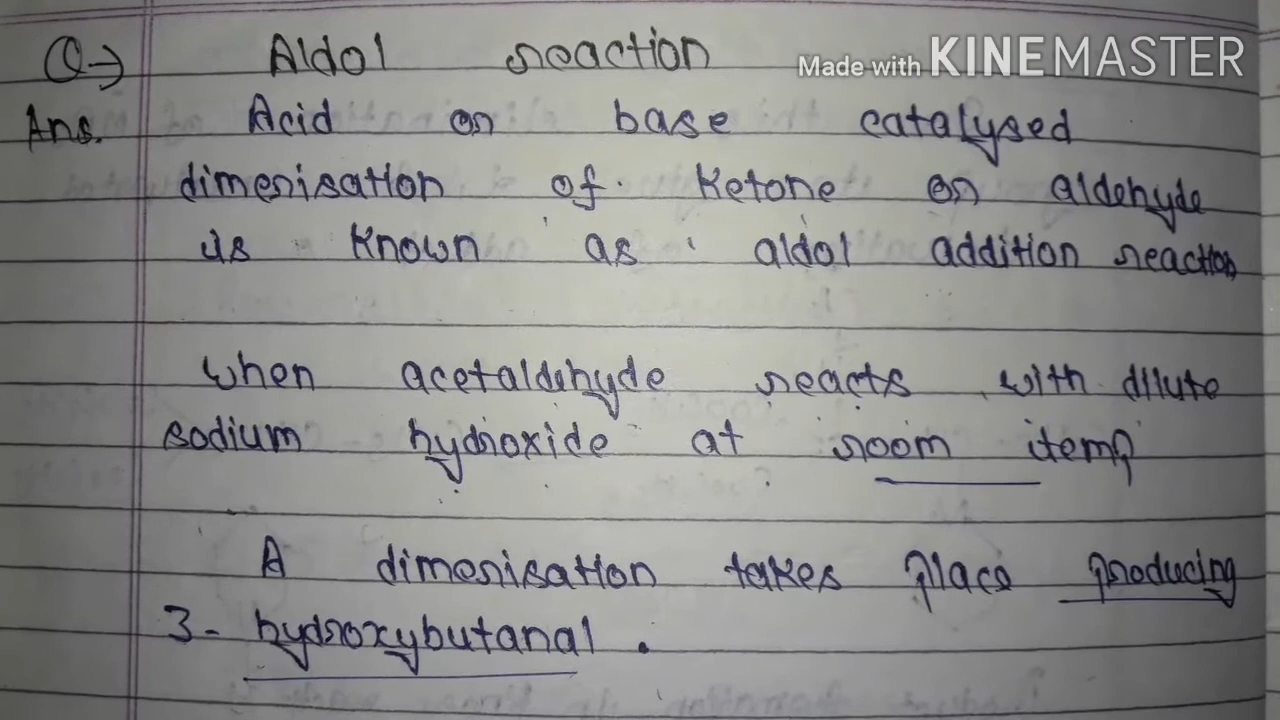 Q→ Aldol reaction
Made with KINEMASTER
Ans. Acid or base catalysed
dimerisation of ketone or aldehyde
is known as aldol addition reaction
when acetaldehyde reacts with dilute
sodium hydroxide at room temp
A dimerisation takes place producing
3- hydroxybutanal.